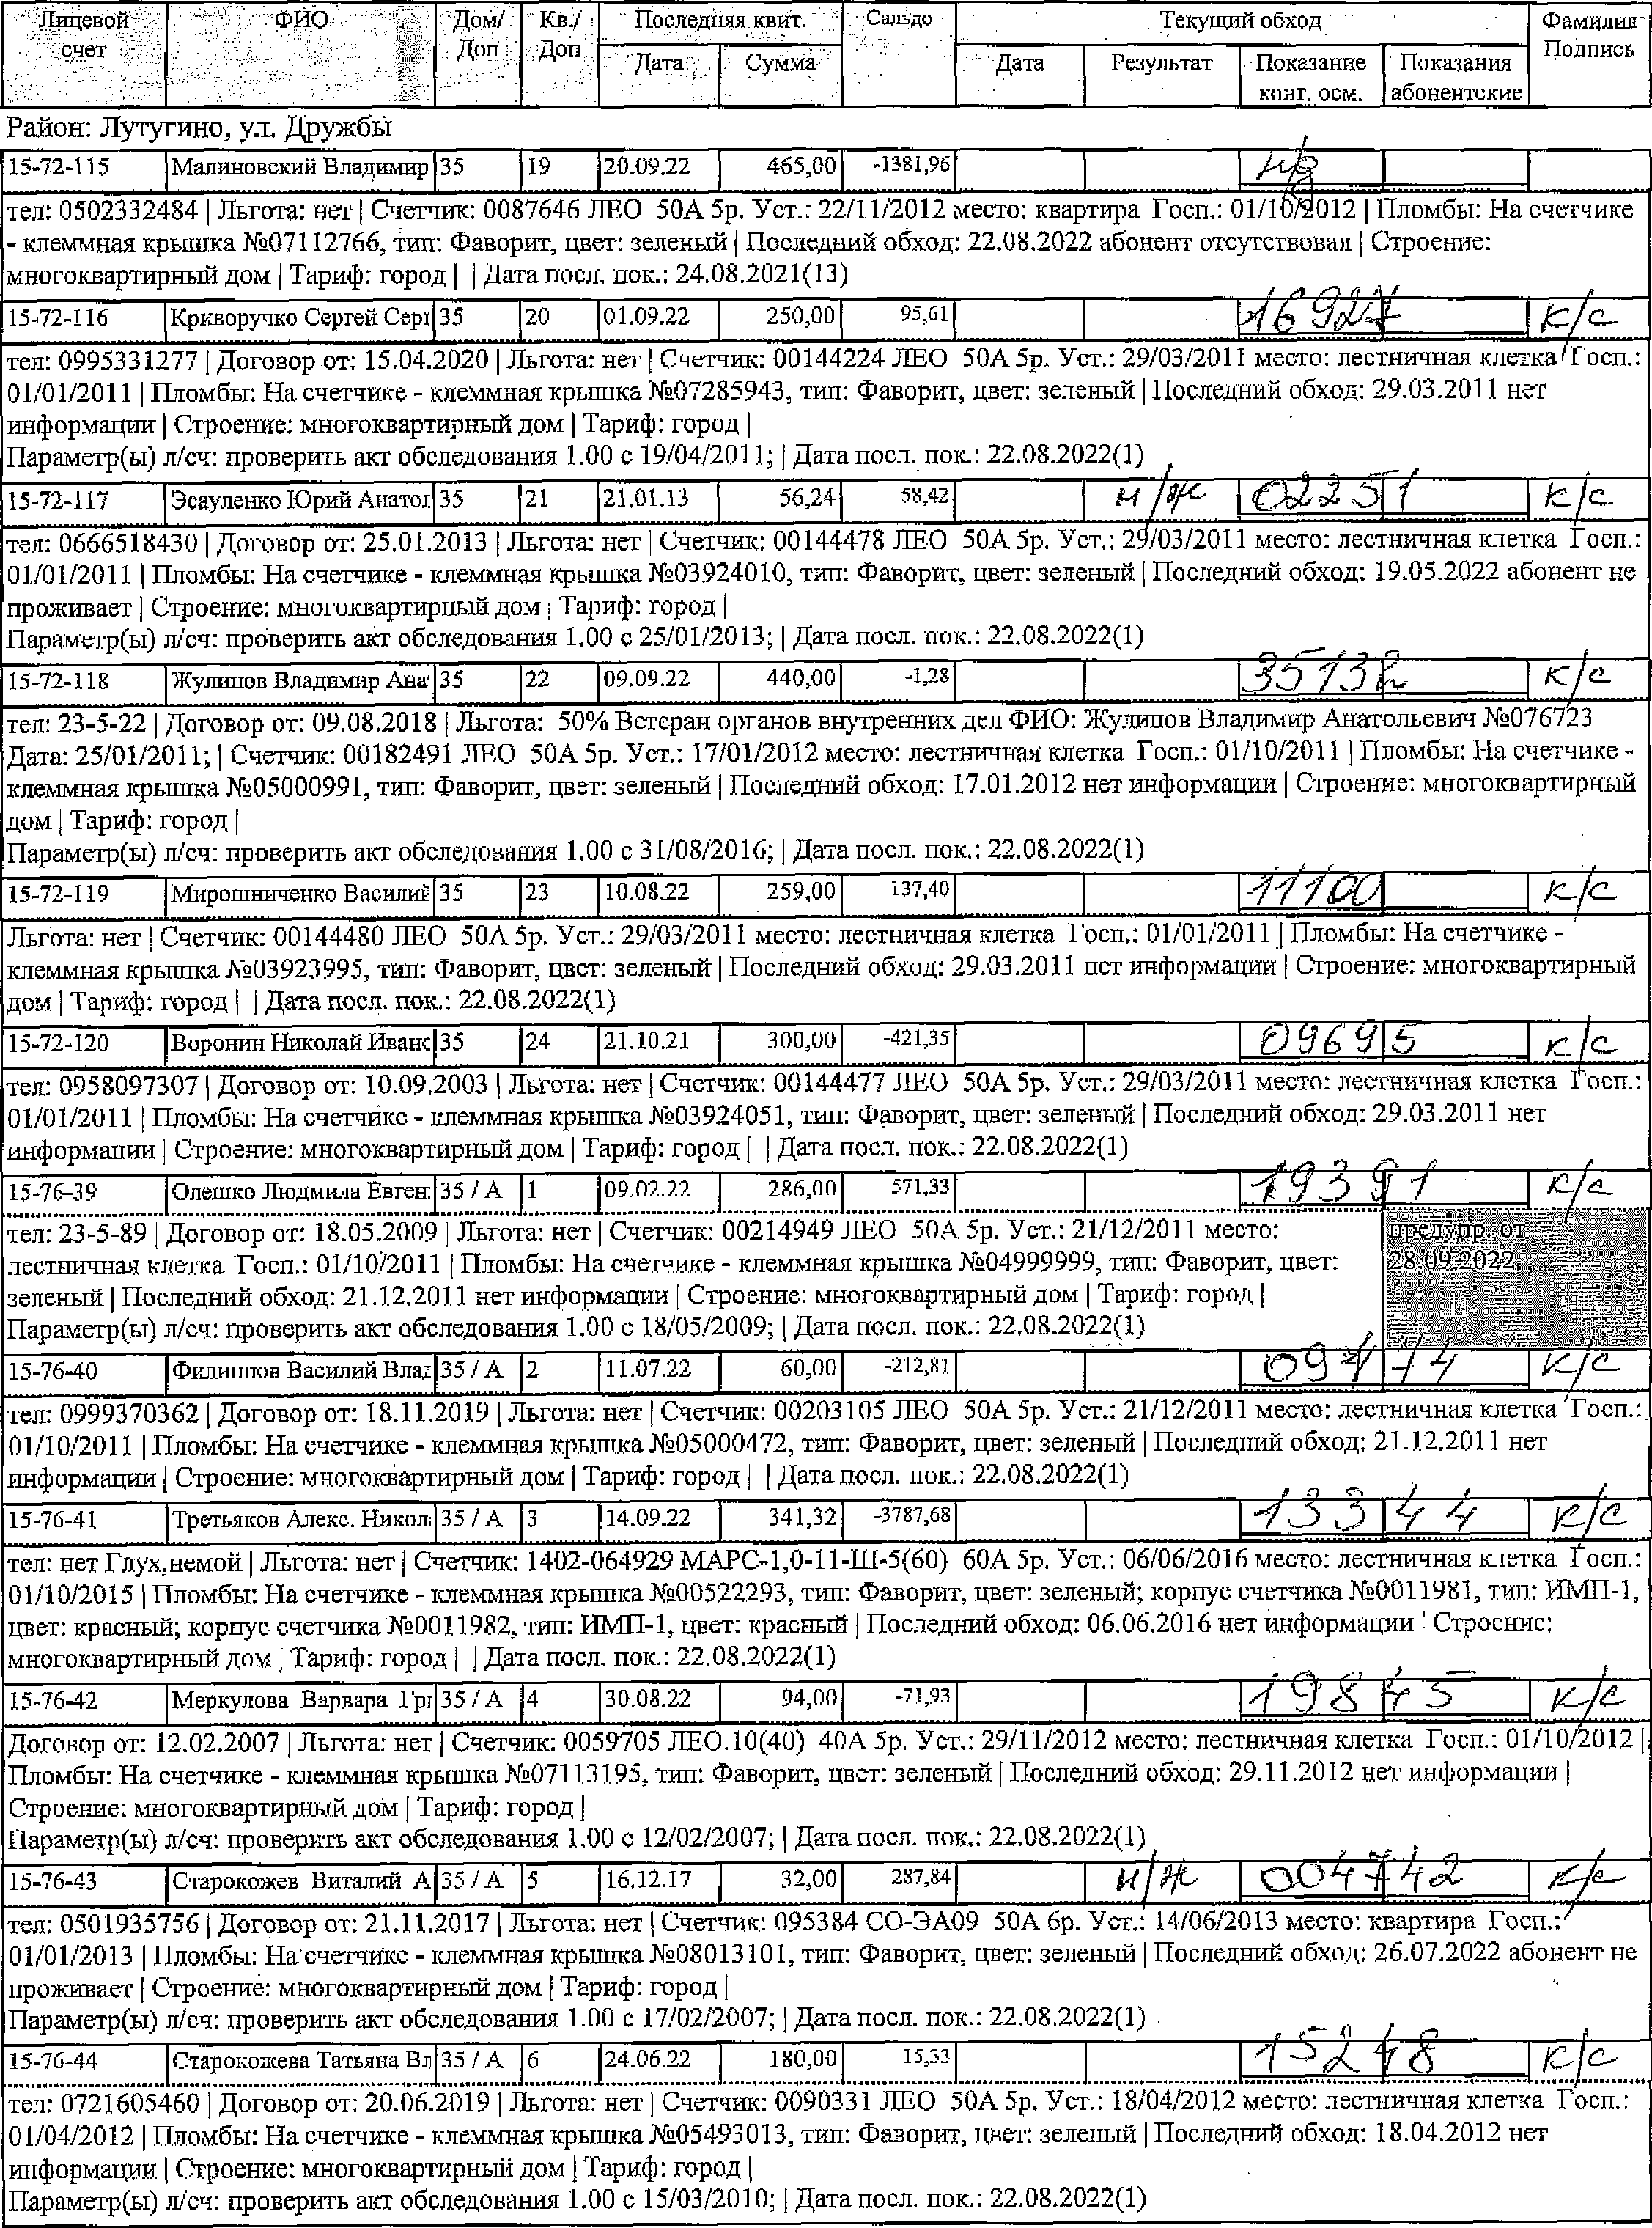 Лицевой счет ФИО Дом/ Доп Кв./ Доп Последняя квит. Сальдо Текущий обход Фамилия Подпись
Дата Сумма Дата Результат Показание конт. осм. Показания абонентские
Район: Лутугино, ул. Дружбы
15-72-115 Малиновский Владимир 35 19 20.09.22 465,00 -1381,96
тел: 0502332484 | Льгота: нет | Счетчик: 0087646 ЛЕО 50А 5р. Уст.: 22/11/2012 место: квартира Госп.: 01/10/2012 | Пломбы: На счетчике
- клеммная крышка №07112766, тип: Фаворит, цвет: зеленый | Последний обход: 22.08.2022 абонент отсутствовал | Строение:
многоквартирный дом | Тариф: город | | Дата посл. пок.: 24.08.2021(13)
15-72-116 Криворучко Сергей Серг 35 20 01.09.22 250,00 95,61 16927 к/с
тел: 0995331277 | Договор от: 15.04.2020 | Льгота: нет | Счетчик: 00144224 ЛЕО 50А 5р. Уст.: 29/03/2011 место: лестничная клетка Госп.:
01/01/2011 | Пломбы: На счетчике - клеммная крышка №07285943, тип: Фаворит, цвет: зеленый | Последний обход: 29.03.2011 нет
информации | Строение: многоквартирный дом | Тариф: город |
Параметр(ы) л/сч: проверить акт обследования 1.00 с 19/04/2011; | Дата посл. пок.: 22.08.2022(1)
15-72-117 Эсауленко Юрий Анатол 35 21 21.01.13 56,24 58,42 н/ж 02251 к/с
тел: 0666518430 | Договор от: 25.01.2013 | Льгота: нет | Счетчик: 00144478 ЛЕО 50А 5р. Уст.: 29/03/2011 место: лестничная клетка Госп.:
01/01/2011 | Пломбы: На счетчике - клеммная крышка №03924010, тип: Фаворит, цвет: зеленый | Последний обход: 19.05.2022 абонент не
проживает | Строение: многоквартирный дом | Тариф: город |
Параметр(ы) л/сч: проверить акт обследования 1.00 с 25/01/2013; | Дата посл. пок.: 22.08.2022(1)
15-72-118 Жулинов Владимир Ана 35 22 09.09.22 440,00 -1,28 35132 к/с
тел: 23-5-22 | Договор от: 09.08.2018 | Льгота: 50% Ветеран органов внутренних дел ФИО: Жулинов Владимир Анатольевич №076723
Дата: 25/01/2011; | Счетчик: 00182491 ЛЕО 50А 5р. Уст.: 17/01/2012 место: лестничная клетка Госп.: 01/10/2011 | Пломбы: На счетчике -
клеммная крышка №05000991, тип: Фаворит, цвет: зеленый | Последний обход: 17.01.2012 нет информации | Строение: многоквартирный
дом | Тариф: город |
Параметр(ы) л/сч: проверить акт обследования 1.00 с 31/08/2016; | Дата посл. пок.: 22.08.2022(1)
15-72-119 Мирошниченко Василий 35 23 10.08.22 259,00 137,40 11100 к/с
Льгота: нет | Счетчик: 00144480 ЛЕО 50А 5р. Уст.: 29/03/2011 место: лестничная клетка Госп.: 01/01/2011 | Пломбы: На счетчике -
клеммная крышка №03923995, тип: Фаворит, цвет: зеленый | Последний обход: 29.03.2011 нет информации | Строение: многоквартирный
дом | Тариф: город | | Дата посл. пок.: 22.08.2022(1)
15-72-120 Воронин Николай Иванс 35 24 21.10.21 300,00 -421,35 09695 к/с
тел: 0958097307 | Договор от: 10.09.2003 | Льгота: нет | Счетчик: 00144477 ЛЕО 50А 5р. Уст.: 29/03/2011 место: лестничная клетка Госп.:
01/01/2011 | Пломбы: На счетчике - клеммная крышка №03924051, тип: Фаворит, цвет: зеленый | Последний обход: 29.03.2011 нет
информации | Строение: многоквартирный дом | Тариф: город | | Дата посл. пок.: 22.08.2022(1)
15-76-39 Олешко Людмила Евген 35 / А 1 09.02.22 286,00 571,33 19391 к/с
тел: 23-5-89 | Договор от: 18.05.2009 | Льгота: нет | Счетчик: 00214949 ЛЕО 50А 5р. Уст.: 21/12/2011 место: предупр. от
лестничная клетка Госп.: 01/10/2011 | Пломбы: На счетчике - клеммная крышка №04999999, тип: Фаворит, цвет: 28.09.2022
зеленый | Последний обход: 21.12.2011 нет информации | Строение: многоквартирный дом | Тариф: город |
Параметр(ы) л/сч: проверить акт обследования 1.00 с 18/05/2009; | Дата посл. пок.: 22.08.2022(1)
15-76-40 Филиппов Василий Влад 35 / А 2 11.07.22 60,00 -212,81 к/с
тел: 0999370362 | Договор от: 18.11.2019 | Льгота: нет | Счетчик: 00203105 ЛЕО 50А 5р. Уст.: 21/12/2011 место: лестничная клетка Госп.:
01/10/2011 | Пломбы: На счетчике - клеммная крышка №05000472, тип: Фаворит, цвет: зеленый | Последний обход: 21.12.2011 нет
информации | Строение: многоквартирный дом | Тариф: город | | Дата посл. пок.: 22.08.2022(1)
15-76-41 Третьяков Алекс. Никол 35 / А 3 14.09.22 341,32 -3787,68 13344 к/с
тел: нет Глух,немой | Льгота: нет | Счетчик: 1402-064929 МАРС-1,0-11-Ш-5(60) 60А 5р. Уст.: 06/06/2016 место: лестничная клетка Госп.:
01/10/2015 | Пломбы: На счетчике - клеммная крышка №00522293, тип: Фаворит, цвет: зеленый; корпус счетчика №0011981, тип: ИМП-1,
цвет: красный; корпус счетчика №0011982, тип: ИМП-1, цвет: красный | Последний обход: 06.06.2016 нет информации | Строение:
многоквартирный дом | Тариф: город | | Дата посл. пок.: 22.08.2022(1)
15-76-42 Меркулова Варвара Гр 35 / А 4 30.08.22 94,00 -71,93 19845 к/с
Договор от: 12.02.2007 | Льгота: нет | Счетчик: 0059705 ЛЕО.10(40) 40А 5р. Уст.: 29/11/2012 место: лестничная клетка Госп.: 01/10/2012 |
Пломбы: На счетчике - клеммная крышка №07113195, тип: Фаворит, цвет: зеленый | Последний обход: 29.11.2012 нет информации |
Строение: многоквартирный дом | Тариф: город |
Параметр(ы) л/сч: проверить акт обследования 1.00 с 12/02/2007; | Дата посл. пок.: 22.08.2022(1)
15-76-43 Старокожев Виталий А 35 / А 5 16.12.17 32,00 287,84 н/ж 004742 к/с
тел: 0501935756 | Договор от: 21.11.2017 | Льгота: нет | Счетчик: 095384 СО-ЭА09 50А 6р. Уст.: 14/06/2013 место: квартира Госп.:
01/01/2013 | Пломбы: На счетчике - клеммная крышка №08013101, тип: Фаворит, цвет: зеленый | Последний обход: 26.07.2022 абонент не
проживает | Строение: многоквартирный дом | Тариф: город |
Параметр(ы) л/сч: проверить акт обследования 1.00 с 17/02/2007; | Дата посл. пок.: 22.08.2022(1)
15-76-44 Старокожева Татьяна Вл 35 / А 6 24.06.22 180,00 15,33 15248 к/с
тел: 0721605460 | Договор от: 20.06.2019 | Льгота: нет | Счетчик: 0090331 ЛЕО 50А 5р. Уст.: 18/04/2012 место: лестничная клетка Госп.:
01/04/2012 | Пломбы: На счетчике - клеммная крышка №05493013, тип: Фаворит, цвет: зеленый | Последний обход: 18.04.2012 нет
информации | Строение: многоквартирный дом | Тариф: город |
Параметр(ы) л/сч: проверить акт обследования 1.00 с 15/03/2010; | Дата посл. пок.: 22.08.2022(1)